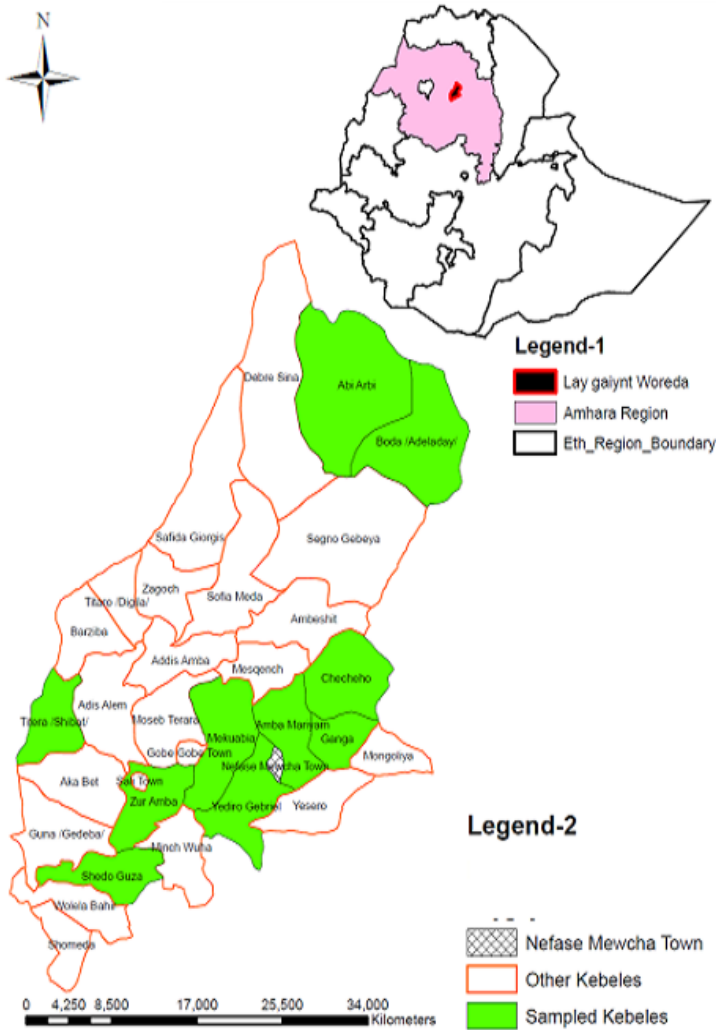 N
Legend-1
Lay gaiynt Woreda
Amhara Region
Eth_Region_Boundary
Debre Sina
Abi Arbi
Boda /Adeladay/
Safida Giorgis
Segno Gebeya
Zagoch
Titaro /Digila/
Sofia Meda
Barziba
Ambeshit
Addis Amba
Mesqench
Checheho
Adis Alem
Titera /Shibat/
Moseb Terara
Mekuabia
Amba Mariyam
Ganga
Gobe
Gobe Town
Mongoliya
Nefase Mewcha Town
Aka Bet
Sali Town
Zur Amba
Yediro Gebriel
Yesero
Guna /Gedeba/
Minch Wuha
Shedo Guza
Wolela Bahir
Shomeda
Legend-2
Nefase Mewcha Town
Other Kebeles
Sampled Kebeles
0 4,250 8,500 17,000 25,500 34,000
Kilometers